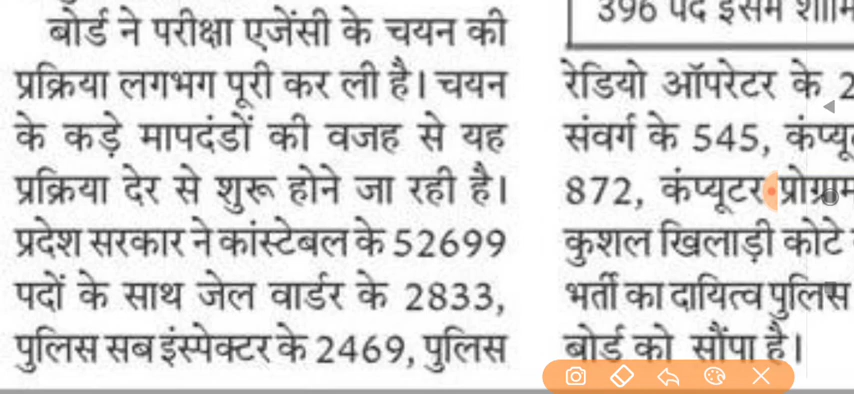 बोर्ड ने परीक्षा एजेंसी के चयन की
प्रक्रिया लगभग पूरी कर ली है। चयन
के कड़े मापदंडों की वजह से यह
प्रक्रिया देर से शुरू होने जा रही है।
प्रदेश सरकार ने कांस्टेबल के 52699
पदों के साथ जेल वार्डर के 2833,
पुलिस सब इंस्पेक्टर के 2469, पुलिस
396 पद इसमें
रेडियो ऑपरेटर के 2
संवर्ग के 545,
872, कंप्यूटर
कुशल खिलाड़ी कोटे
भर्ती का दायित्व पुलिस
बोर्ड को सौंपा है।